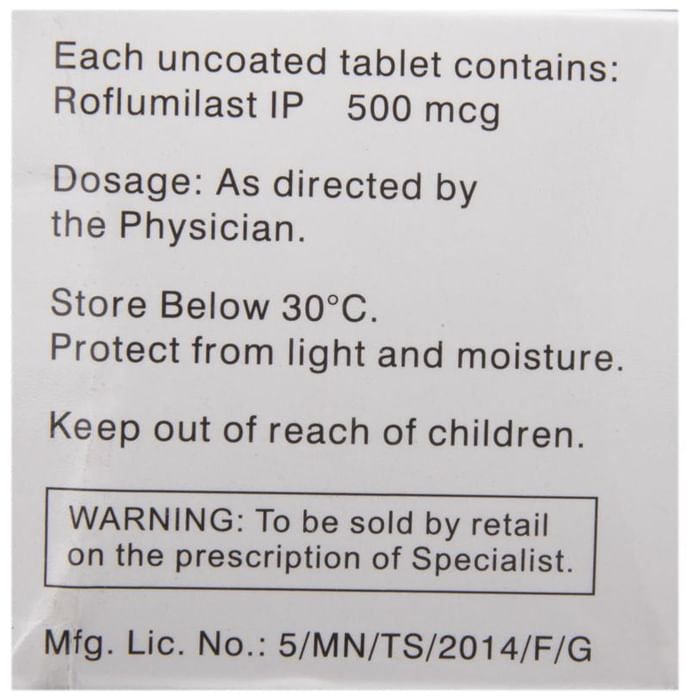 Each uncoated tablet contains:
Roflumilast IP 500 mcg
Dosage: As directed by
the Physician.
Store Below 30°C.
Protect from light and moisture.
Keep out of reach of children.
WARNING: To be sold by retail
on the prescription of Specialist.
Mfg. Lic. No.: 5/MN/TS/2014/F/G